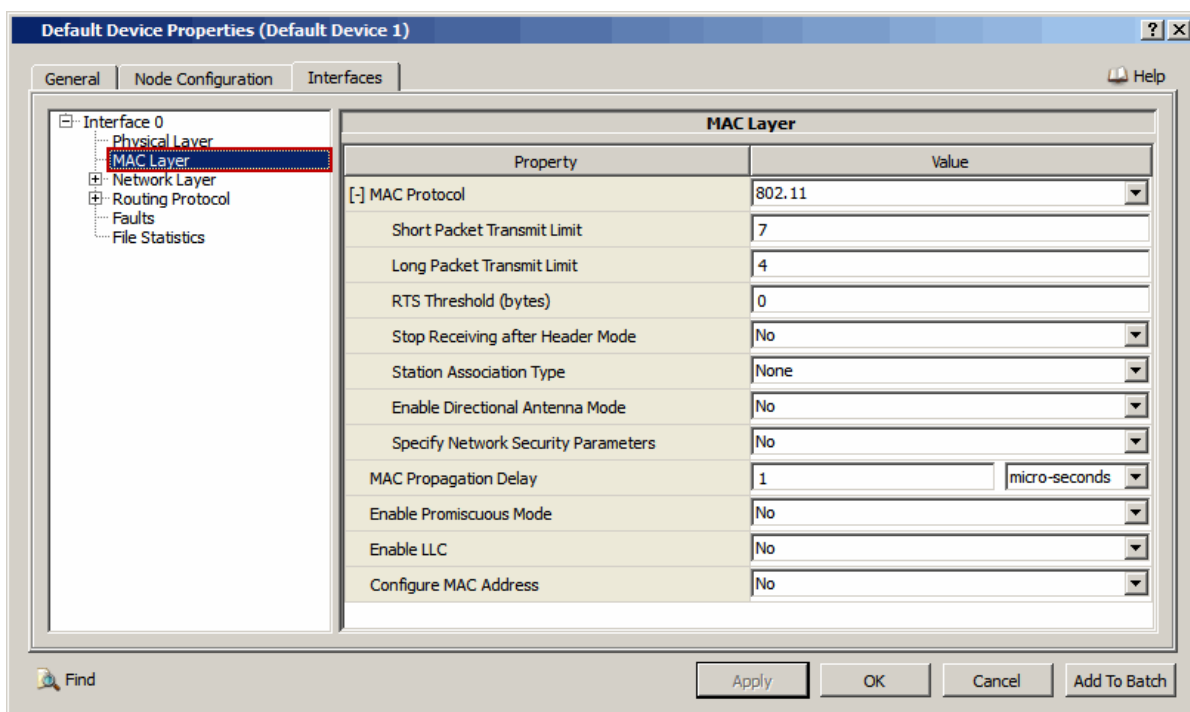 Default Device Properties (Default Device 1)
? x
General Node Configuration Interfaces Help
Interface 0
Physical Layer
MAC Layer
Network Layer
Routing Protocol
Faults
File Statistics
MAC Layer
Property Value
[-] MAC Protocol 802.11
Short Packet Transmit Limit 7
Long Packet Transmit Limit 4
RTS Threshold (bytes) 0
Stop Receiving after Header Mode No
Station Association Type None
Enable Directional Antenna Mode No
Specify Network Security Parameters No
MAC Propagation Delay 1 micro-seconds
Enable Promiscuous Mode No
Enable LLC No
Configure MAC Address No
Find Apply OK Cancel Add To Batch